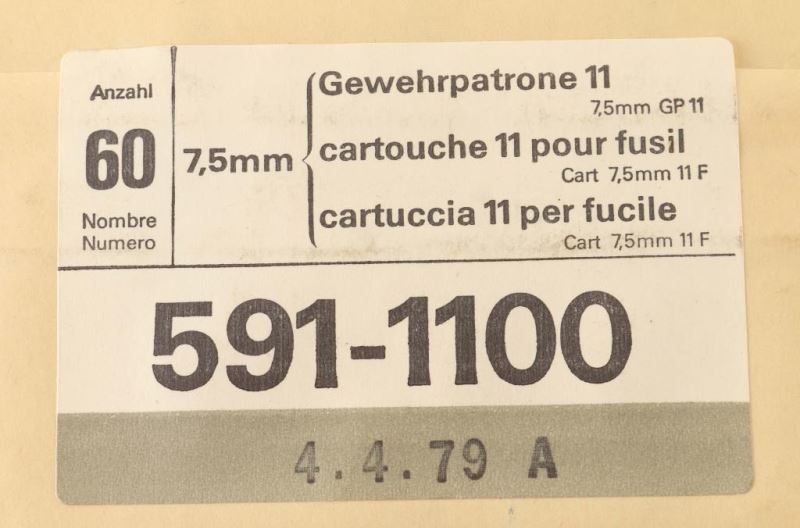 Anzahl
60
Nombre
Numero
7,5mm
Gewehrpatrone 11
7,5mm GP 11
cartouche 11 pour fusil
Cart 7,5mm 11 F
cartuccia 11 per fucile
Cart 7,5mm 11 F
591-1100
4.4.79 A